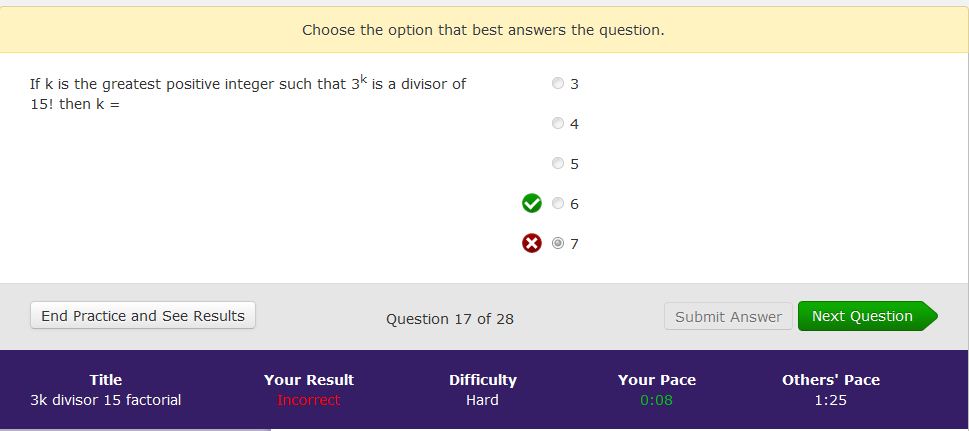 Choose the option that best answers the question.
If k is the greatest positive integer such that 3^k is a divisor of
15! then k =
3
4
5
6
7
End Practice and See Results
Question 17 of 28
Submit Answer
Next Question
Title Your Result Difficulty Your Pace Others' Pace
3k divisor 15 factorial Incorrect Hard 0:08 1:25